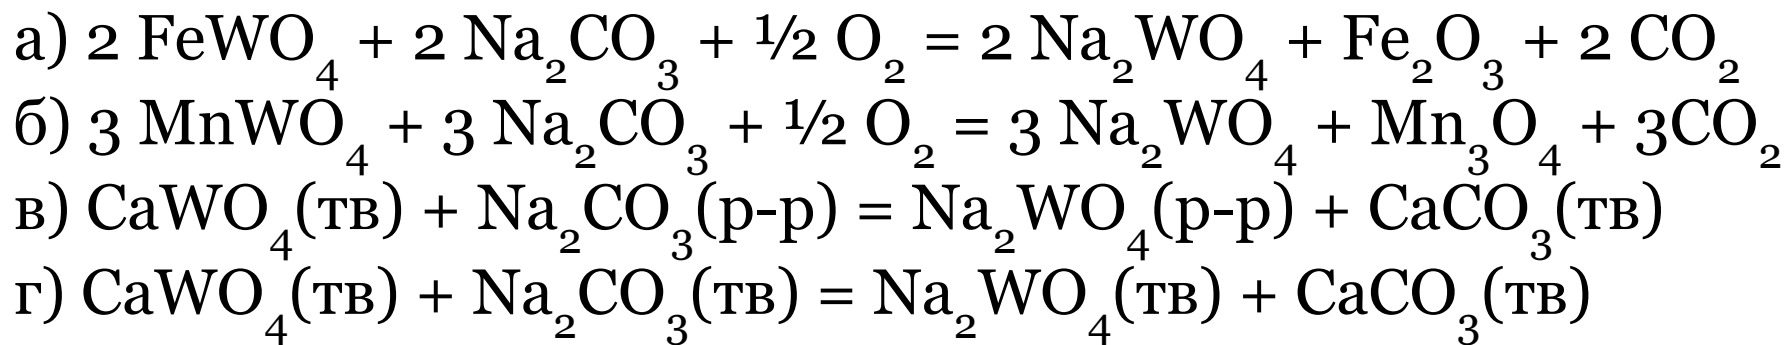 а) 2 FeWO₄ + 2 Na₂CO₃ + ½ O₂ = 2 Na₂WO₄ + Fe₂O₃ + 2 CO₂
б) 3 MnWO₄ + 3 Na₂CO₃ + ½ O₂ = 3 Na₂WO₄ + Mn₃O₄ + 3CO₂
в) CaWO₄(тв) + Na₂CO₃(р-р) = Na₂WO₄(р-р) + CaCO₃(тв)
г) CaWO₄(тв) + Na₂CO₃(тв) = Na₂WO₄(тв) + CaCO₃(тв)